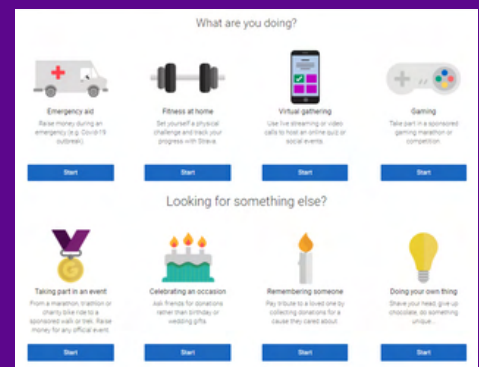 What are you doing?
Emergency aid
Raise money during an
emergency (e.g. Covid-19
outbreak).
Start
Fitness at home
Set yourself a physical
challenge and track your
progress with Strava.
Start
Virtual gathering
Use live streaming or video
calls to host an online quiz or
social events.
Start
Gaming
Take part in a sponsored
gaming marathon or
competition.
Start
Looking for something else?
Taking part in an event
From a marathon, triathlon or
charity bike ride to a
sponsored walk or trek. Raise
money for any official event.
Start
Celebrating an occasion
Ask friends for donations
rather than birthday or
wedding gifts.
Start
Remembering someone
Pay tribute to a loved one by
collecting donations for a
cause they cared about.
Start
Doing your own thing
Shave your head, give up
chocolate, do something
unique...
Start